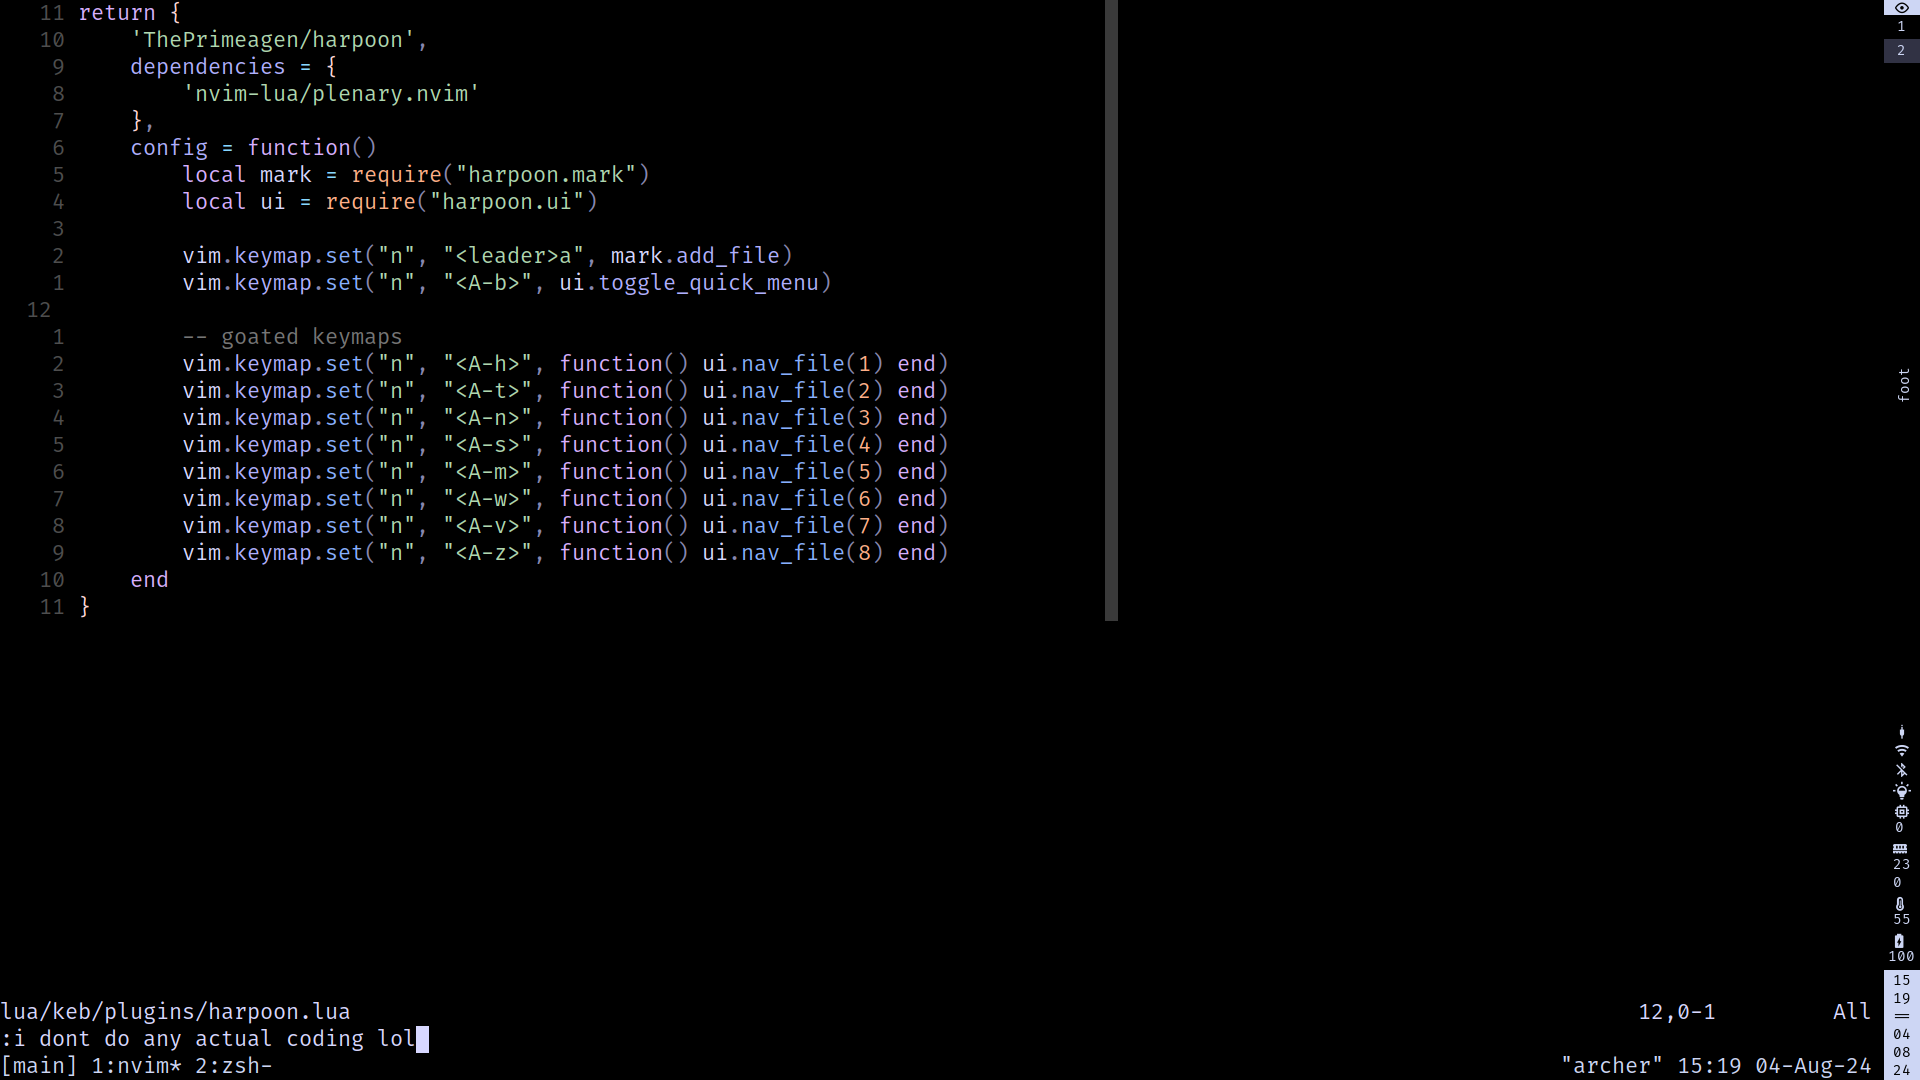 11 return {
10     'ThePrimeagen/harpoon',
9     dependencies = {
8         'nvim-lua/plenary.nvim'
7     },
6     config = function()
5         local mark = require("harpoon.mark")
4         local ui = require("harpoon.ui")
3
2         vim.keymap.set("n", "<leader>a", mark.add_file)
1         vim.keymap.set("n", "<A-b>", ui.toggle_quick_menu)
12
1         -- goated keymaps
2         vim.keymap.set("n", "<A-h>", function() ui.nav_file(1) end)
3         vim.keymap.set("n", "<A-t>", function() ui.nav_file(2) end)
4         vim.keymap.set("n", "<A-n>", function() ui.nav_file(3) end)
5         vim.keymap.set("n", "<A-s>", function() ui.nav_file(4) end)
6         vim.keymap.set("n", "<A-m>", function() ui.nav_file(5) end)
7         vim.keymap.set("n", "<A-w>", function() ui.nav_file(6) end)
8         vim.keymap.set("n", "<A-v>", function() ui.nav_file(7) end)
9         vim.keymap.set("n", "<A-z>", function() ui.nav_file(8) end)
10     end
11 }
lua/keb/plugins/harpoon.lua 12,0-1 All
:i dont do any actual coding lol
[main] 1:nvim* 2:zsh- "archer" 15:19 04-Aug-24
1
2
foot
0
23
0
55
100
15
19
=
04
08
24